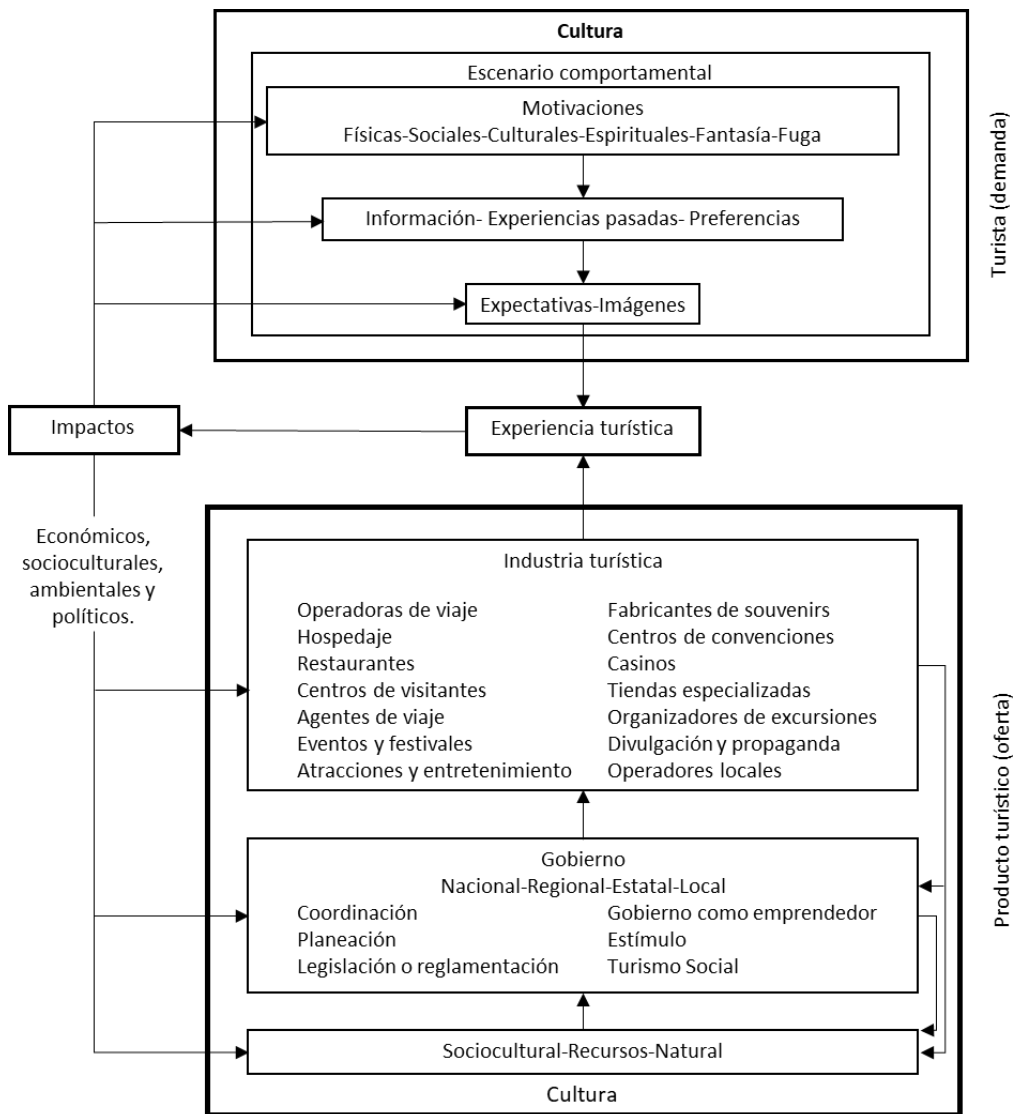 Cultura
Escenario comportamental
Motivaciones
Físicas-Sociales-Culturales-Espirituales-Fantasía-Fuga
Información- Experiencias pasadas- Preferencias
Expectativas-Imágenes
Turista (demanda)
Impactos
Experiencia turística
Económicos,
socioculturales,
ambientales y
políticos.
Industria turística
Operadoras de viaje
Hospedaje
Restaurantes
Centros de visitantes
Agentes de viaje
Eventos y festivales
Atracciones y entretenimiento
Fabricantes de souvenirs
Centros de convenciones
Casinos
Tiendas especializadas
Organizadores de excursiones
Divulgación y propaganda
Operadores locales
Gobierno
Nacional-Regional-Estatal-Local
Coordinación
Planeación
Legislación o reglamentación
Gobierno como emprendedor
Estímulo
Turismo Social
Sociocultural-Recursos-Natural
Cultura
Producto turístico (oferta)